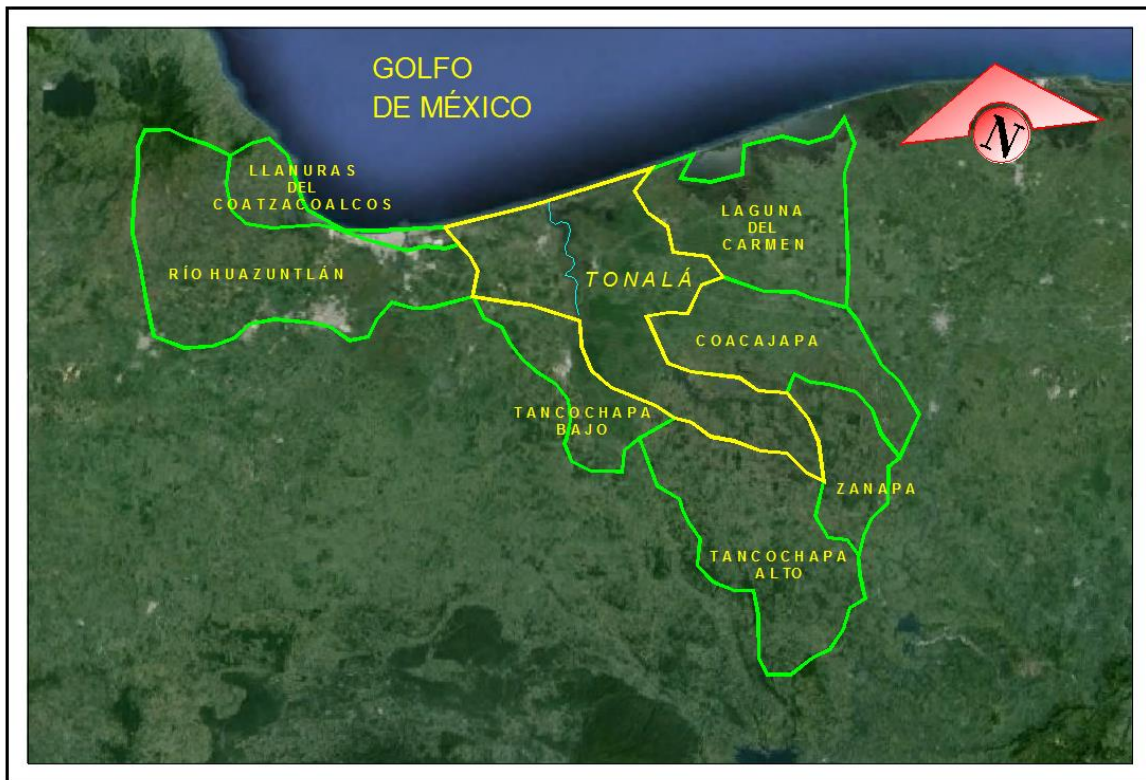 GOLFO
DE MÉXICO
N
LLANURAS
DEL
COATZACOALCOS
RÍO HUAZUNTLÁN
LAGUNA
DEL
CARMEN
TONALÁ
COACAJAPA
TANCOCHAPA
BAJO
ZANAPA
TANCOCHAPA
ALTO